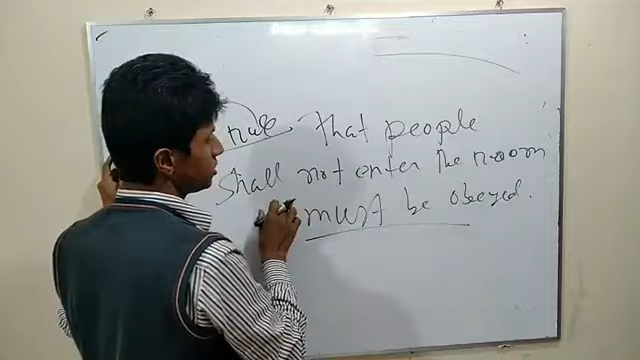 rule that people
shall not enter the room
must be obeyed.